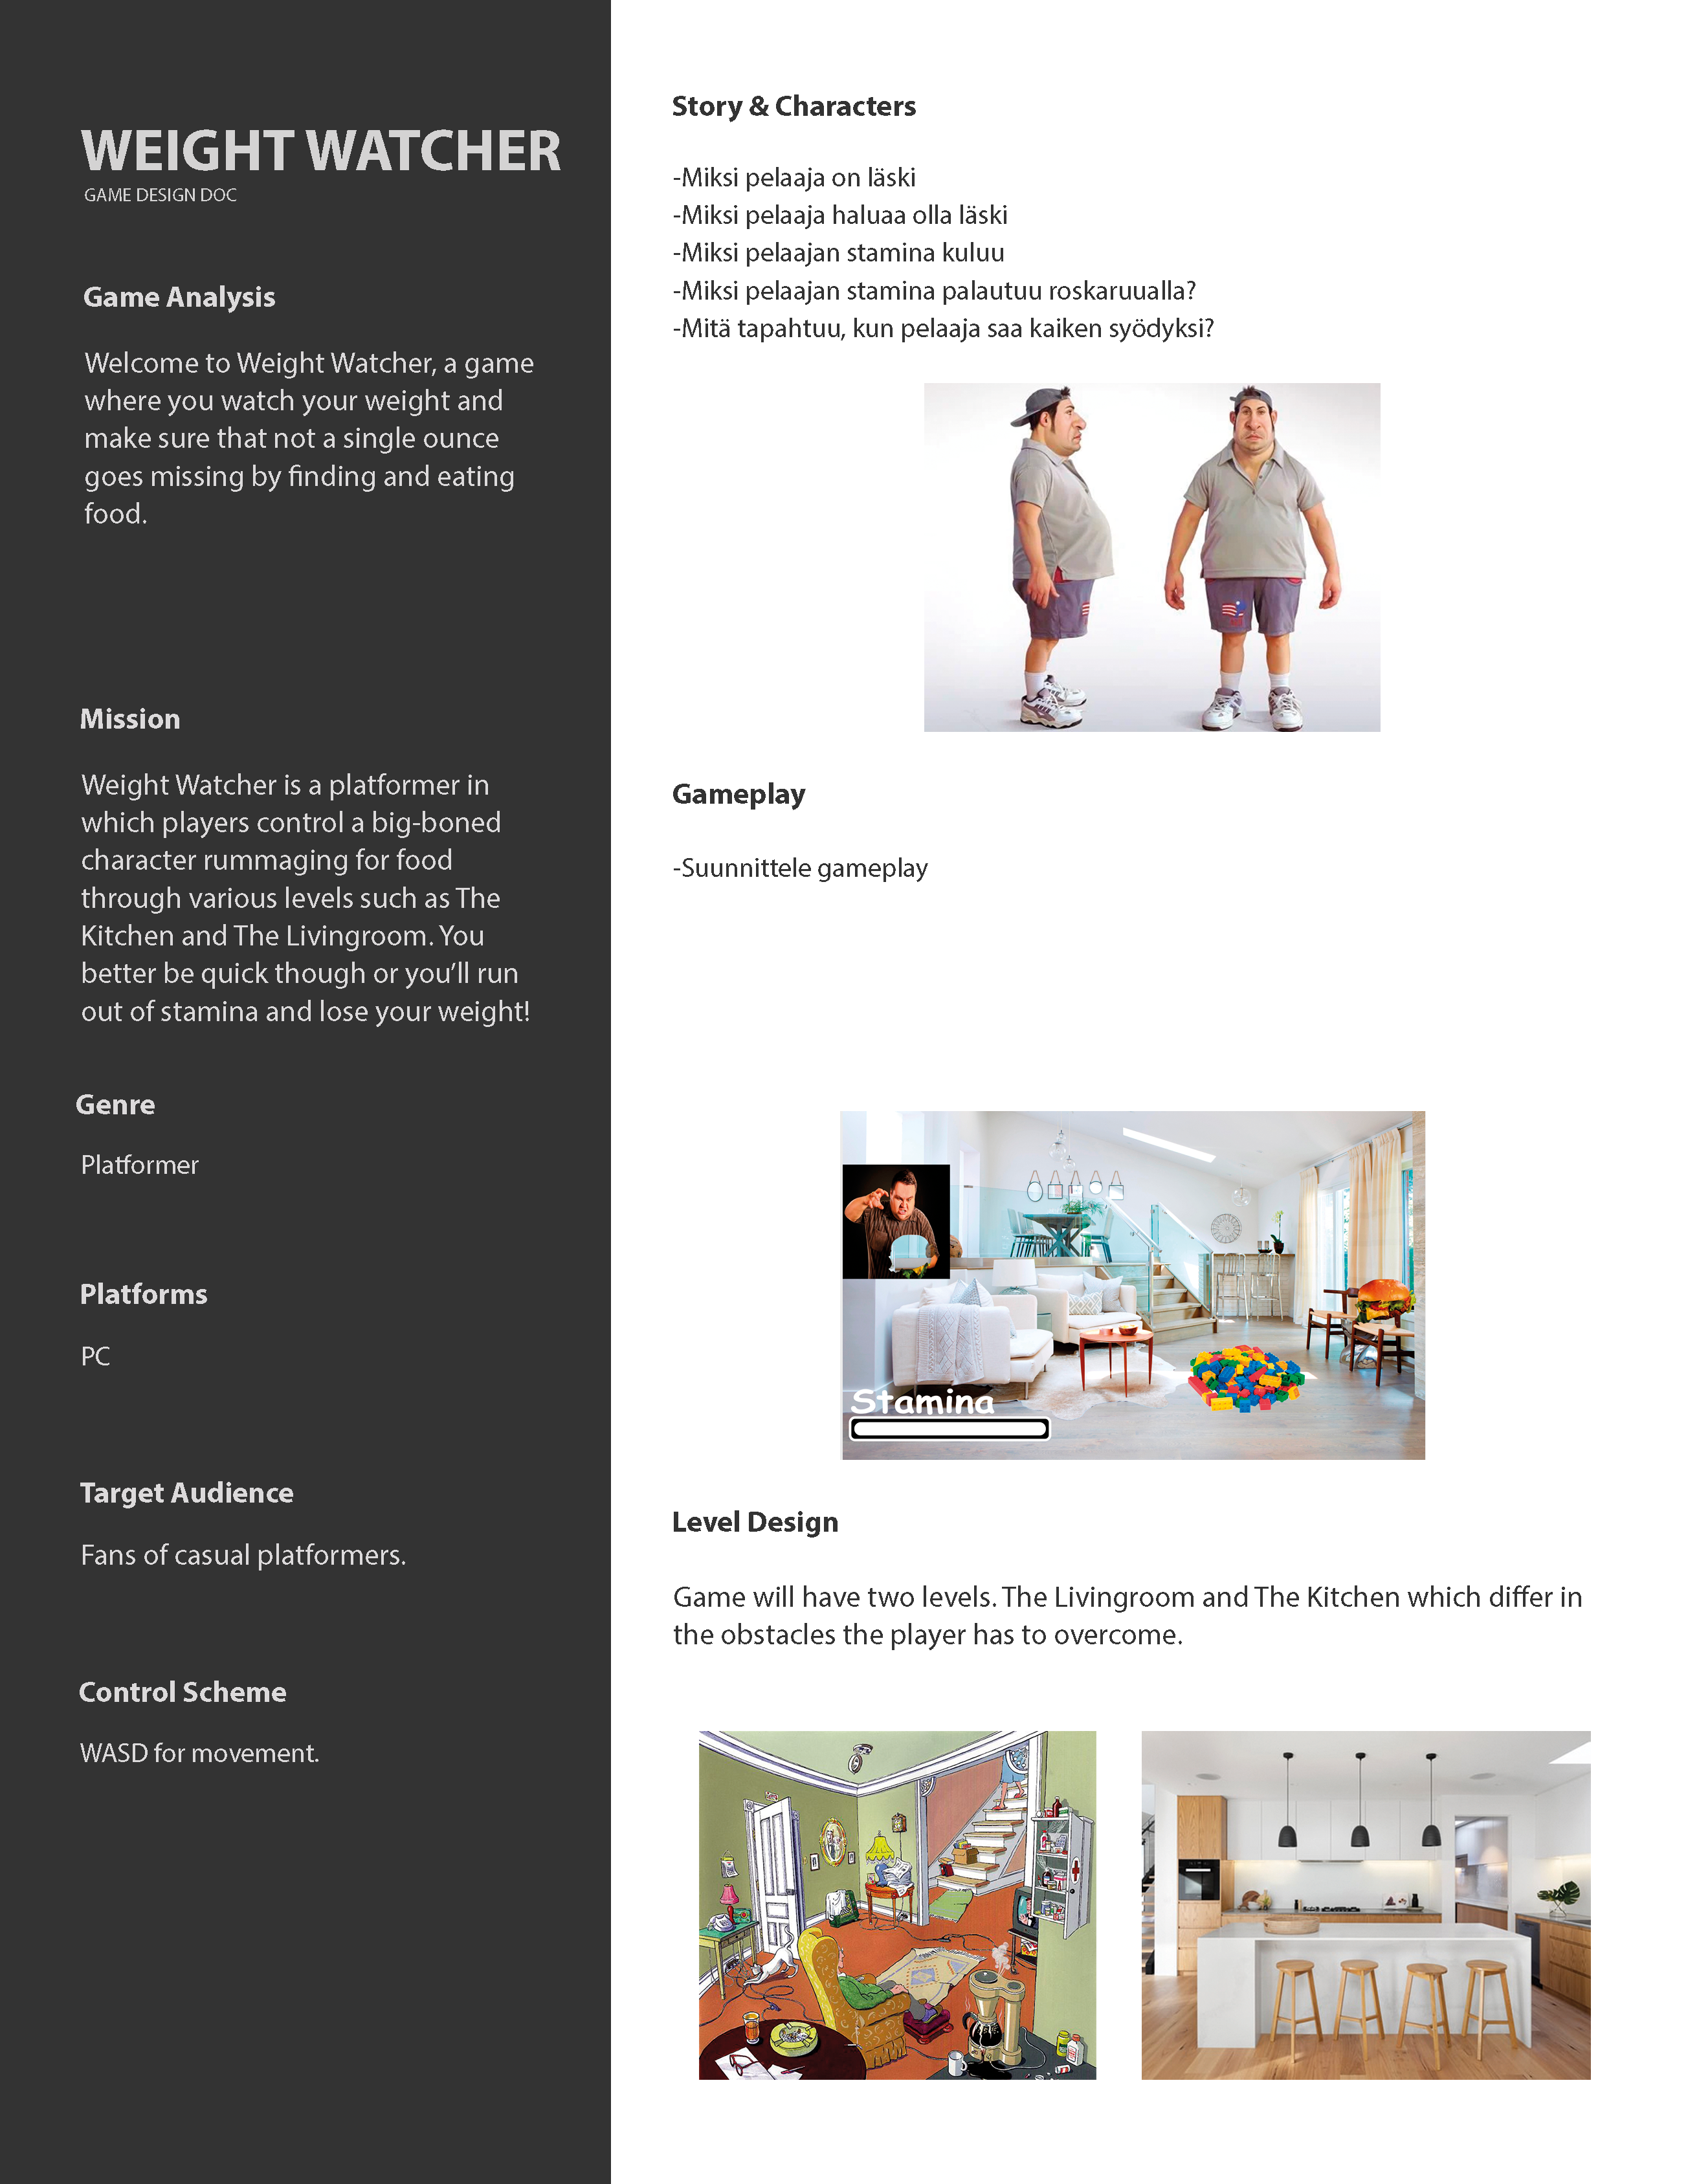 WEIGHT WATCHER
GAME DESIGN DOC
Game Analysis
Welcome to Weight Watcher, a game
where you watch your weight and
make sure that not a single ounce
goes missing by finding and eating
food.
Mission
Weight Watcher is a platformer in
which players control a big-boned
character rummaging for food
through various levels such as The
Kitchen and The Livingroom. You
better be quick though or you’ll run
out of stamina and lose your weight!
Genre
Platformer
Platforms
PC
Target Audience
Fans of casual platformers.
Control Scheme
WASD for movement.
Story & Characters
-Miksi pelaaja on läski
-Miksi pelaaja haluaa olla läski
-Miksi pelaajan stamina kuluu
-Miksi pelaajan stamina palautuu roskaruualla?
-Mitä tapahtuu, kun pelaaja saa kaiken syödyksi?
Gameplay
-Suunnittele gameplay
Stamina
Level Design
Game will have two levels. The Livingroom and The Kitchen which differ in
the obstacles the player has to overcome.